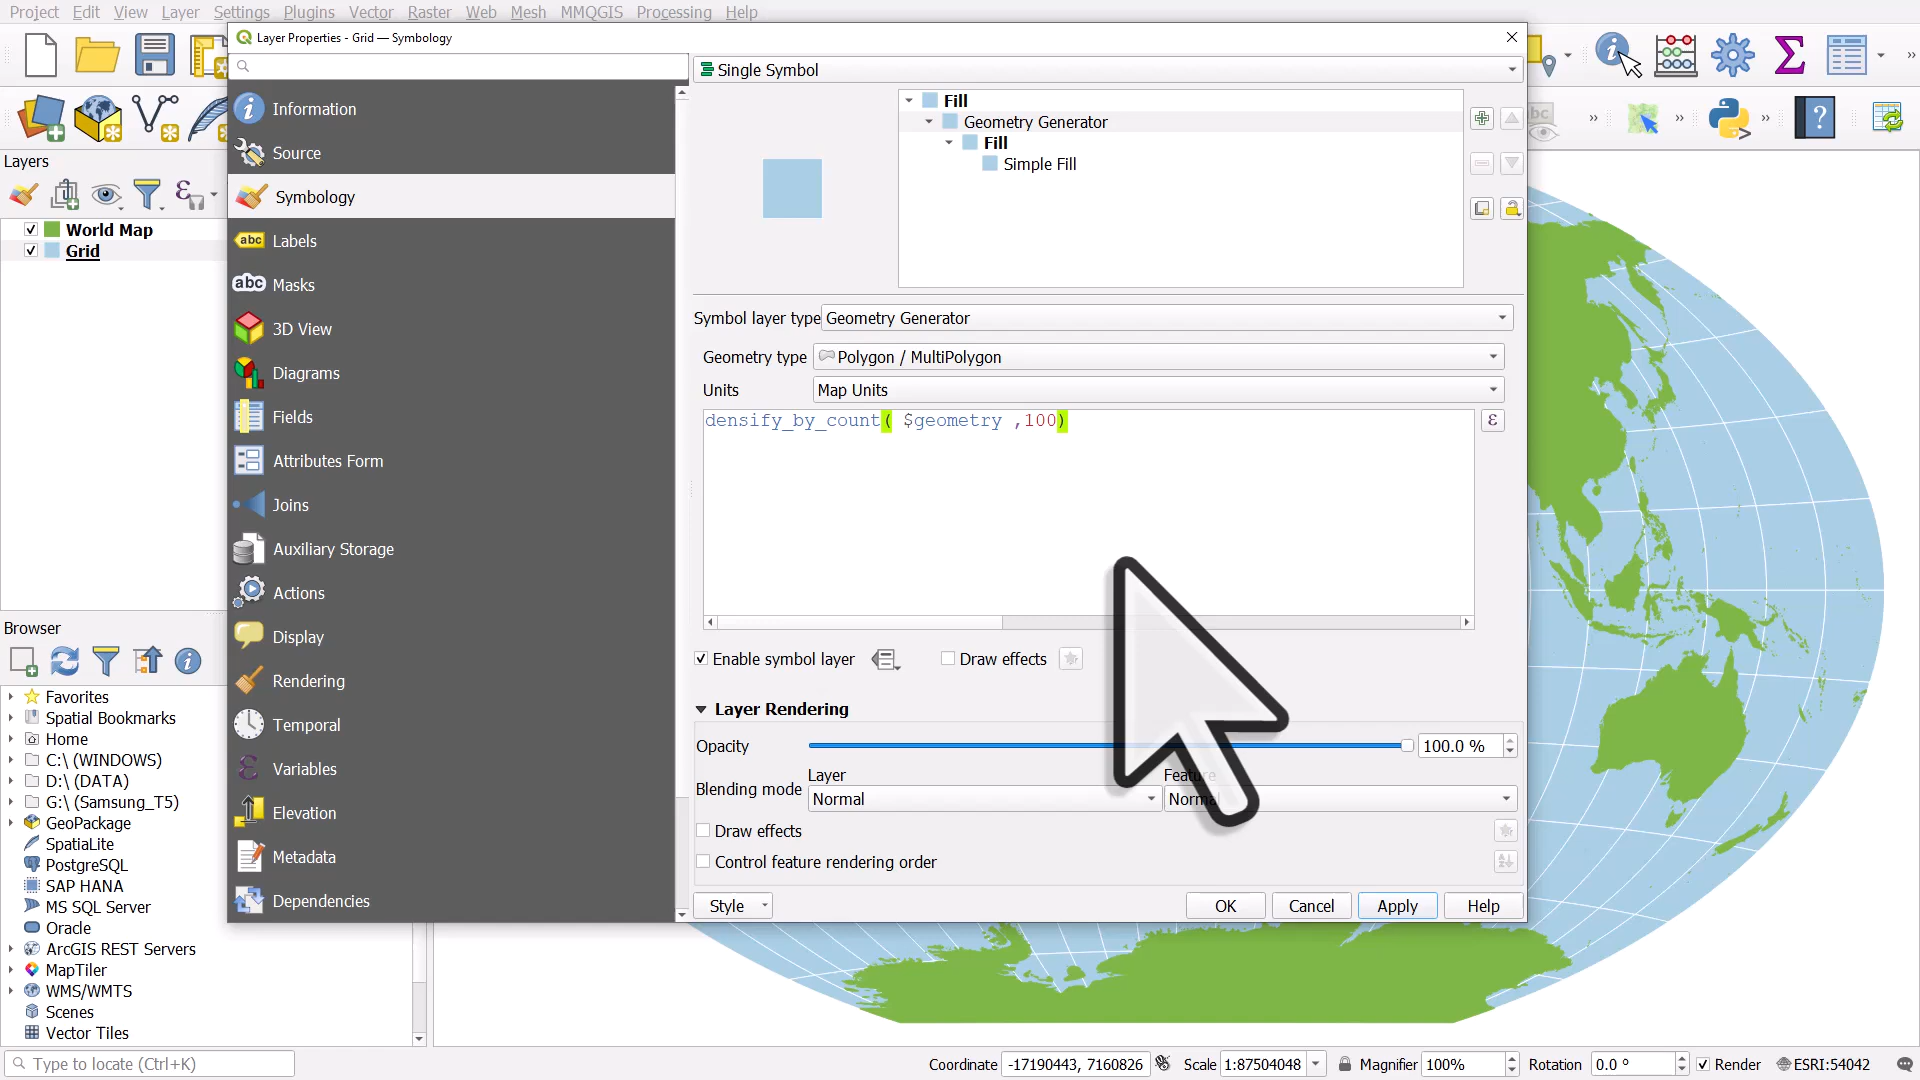 Project Edit View Layer Settings Plugins Vector Raster Web Mesh MMQGIS Processing Help
Layer Properties - Grid — Symbology
Single Symbol
Information
Source
Symbology
Labels
Masks
3D View
Diagrams
Fields
Attributes Form
Joins
Auxiliary Storage
Actions
Display
Rendering
Temporal
Variables
Elevation
Metadata
Dependencies
Fill
Geometry Generator
Fill
Simple Fill
Symbol layer type Geometry Generator
Geometry type Polygon / MultiPolygon
Units Map Units
densify_by_count( $geometry ,100)
Enable symbol layer Draw effects
Layer Rendering
Opacity 100.0 %
Layer
Blending mode Normal
Draw effects
Control feature rendering order
Style OK Cancel Apply Help
Layers
World Map
Grid
Browser
Favorites
Spatial Bookmarks
Home
C:\ (WINDOWS)
D:\ (DATA)
G:\ (Samsung_T5)
GeoPackage
SpatiaLite
PostgreSQL
SAP HANA
MS SQL Server
Oracle
ArcGIS REST Servers
MapTiler
WMS/WMTS
Scenes
Vector Tiles
Type to locate (Ctrl+K)
Coordinate -17190443, 7160826 Scale 1:87504048 Magnifier 100% Rotation 0.0 ° Render ESRI:54042